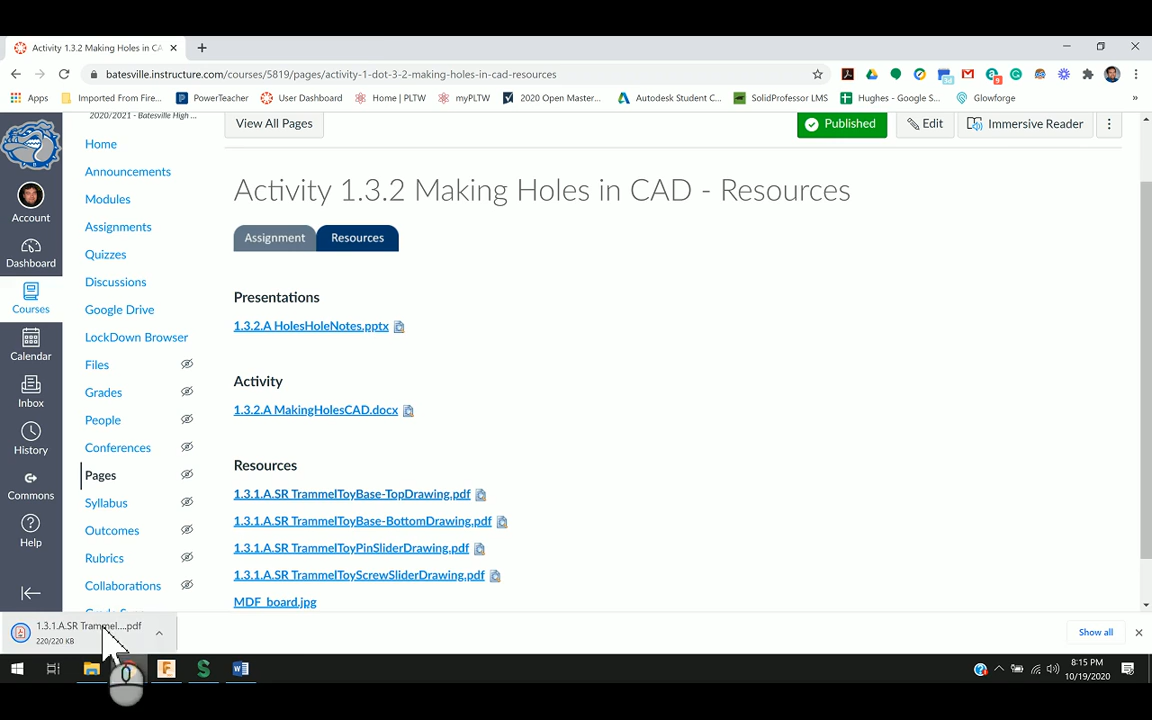 Activity 1.3.2 Making Holes in CA
batesville.instructure.com/courses/5819/pages/activity-1-dot-3-2-making-holes-in-cad-resources
Apps
Imported From Fire...
PowerTeacher
User Dashboard
Home | PLTW
myPLTW
2020 Open Master...
Autodesk Student C...
SolidProfessor LMS
Hughes - Google S...
Glowforge
»
2020/2021 - Batesville High ...
View All Pages
Published
Edit
Immersive Reader
Account
Dashboard
Courses
Calendar
Inbox
History
Commons
Help
Home
Announcements
Modules
Assignments
Quizzes
Discussions
Google Drive
LockDown Browser
Files
Grades
People
Conferences
Pages
Syllabus
Outcomes
Rubrics
Collaborations
Activity 1.3.2 Making Holes in CAD - Resources
Assignment
Resources
Presentations
1.3.2.A HolesHoleNotes.pptx
Activity
1.3.2.A MakingHolesCAD.docx
Resources
1.3.1.A.SR TrammelToyBase-TopDrawing.pdf
1.3.1.A.SR TrammelToyBase-BottomDrawing.pdf
1.3.1.A.SR TrammelToyPinSliderDrawing.pdf
1.3.1.A.SR TrammelToyScrewSliderDrawing.pdf
MDF_board.jpg
1.3.1.A.SR Trammel....pdf
220/220 KB
Show all
8:15 PM
10/19/2020